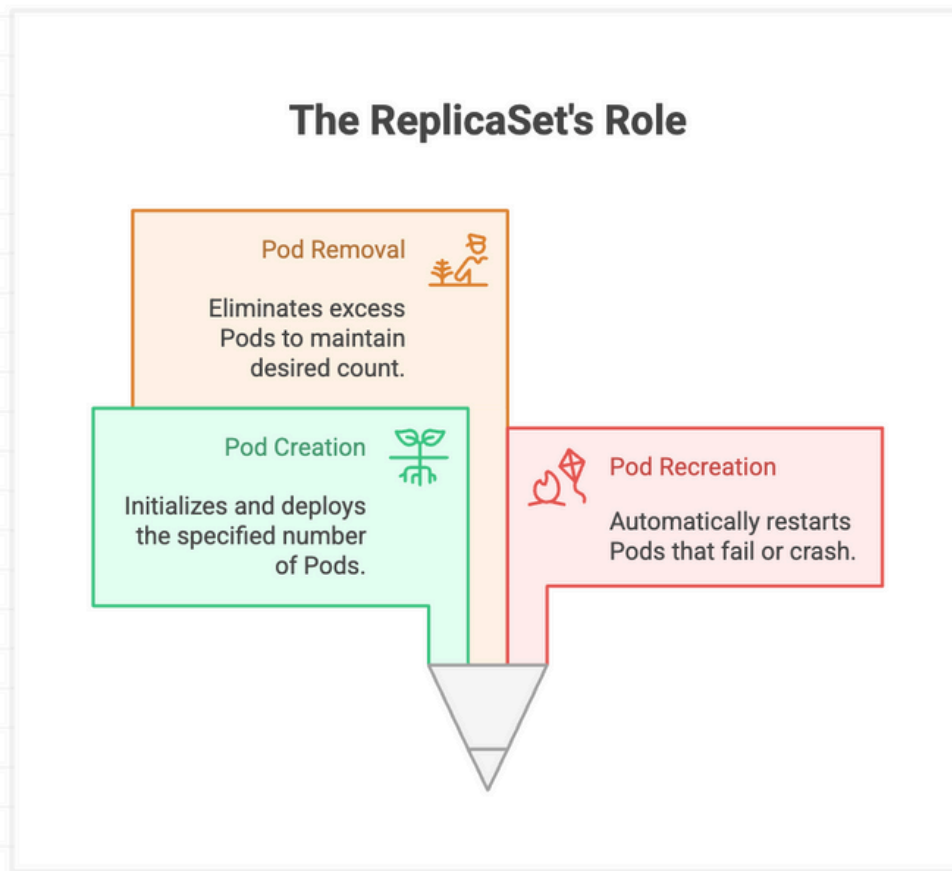 The ReplicaSet's Role
Pod Removal
Eliminates excess
Pods to maintain
desired count.
Pod Creation
Initializes and deploys
the specified number
of Pods.
Pod Recreation
Automatically restarts
Pods that fail or crash.